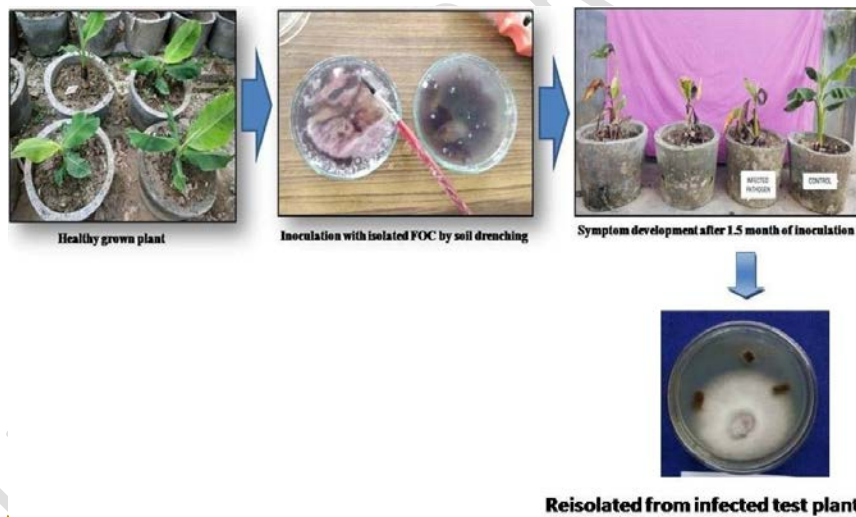 Healthy grown plant
Inoculation with isolated FOC by soil drenching
INFECTED
PATHOGEN
CONTROL
Symptom development after 1.5 month of inoculation
Reisolated from infected test plant